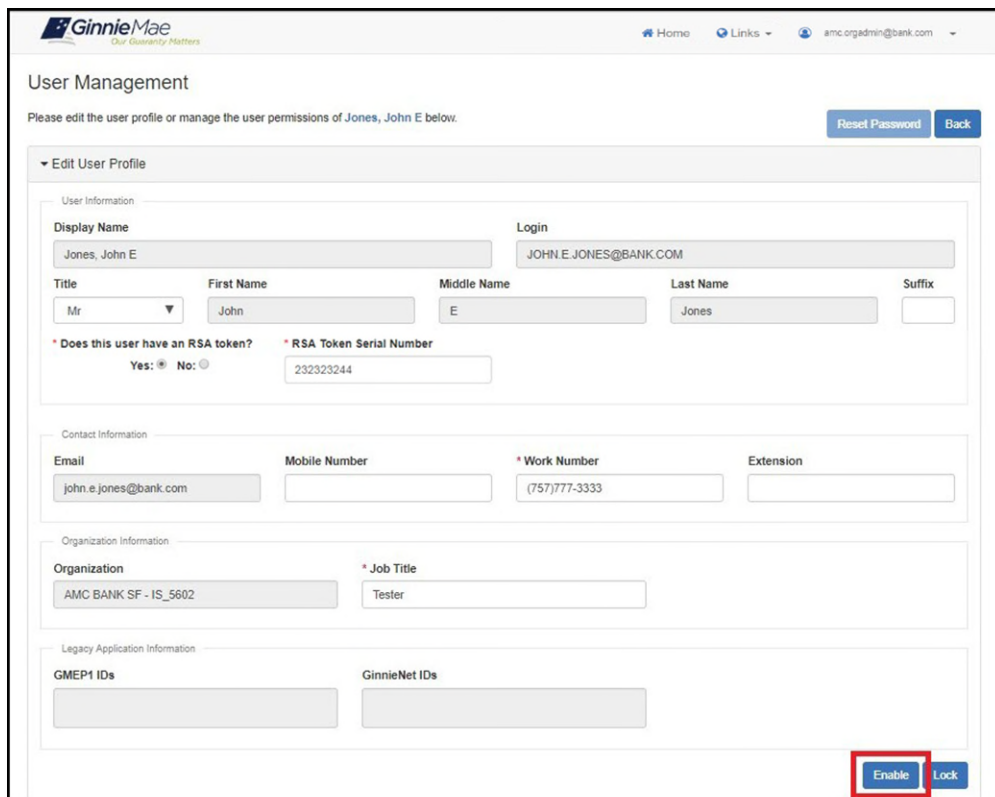 GinnieMae
Our Guaranty Matters
Home Links amc.orgadmin@bank.com
User Management
Please edit the user profile or manage the user permissions of Jones, John E below.
Reset Password Back
Edit User Profile
User Information
Display Name Login
Jones, John E JOHN.E.JONES@BANK.COM
Title First Name Middle Name Last Name Suffix
Mr John E Jones
* Does this user have an RSA token? * RSA Token Serial Number
Yes: No:
232323244
Contact Information
Email Mobile Number * Work Number Extension
john.e.jones@bank.com (757)777-3333
Organization Information
Organization * Job Title
AMC BANK SF - IS_5602 Tester
Legacy Application Information
GMEP1 IDs GinnieNet IDs
Enable Lock